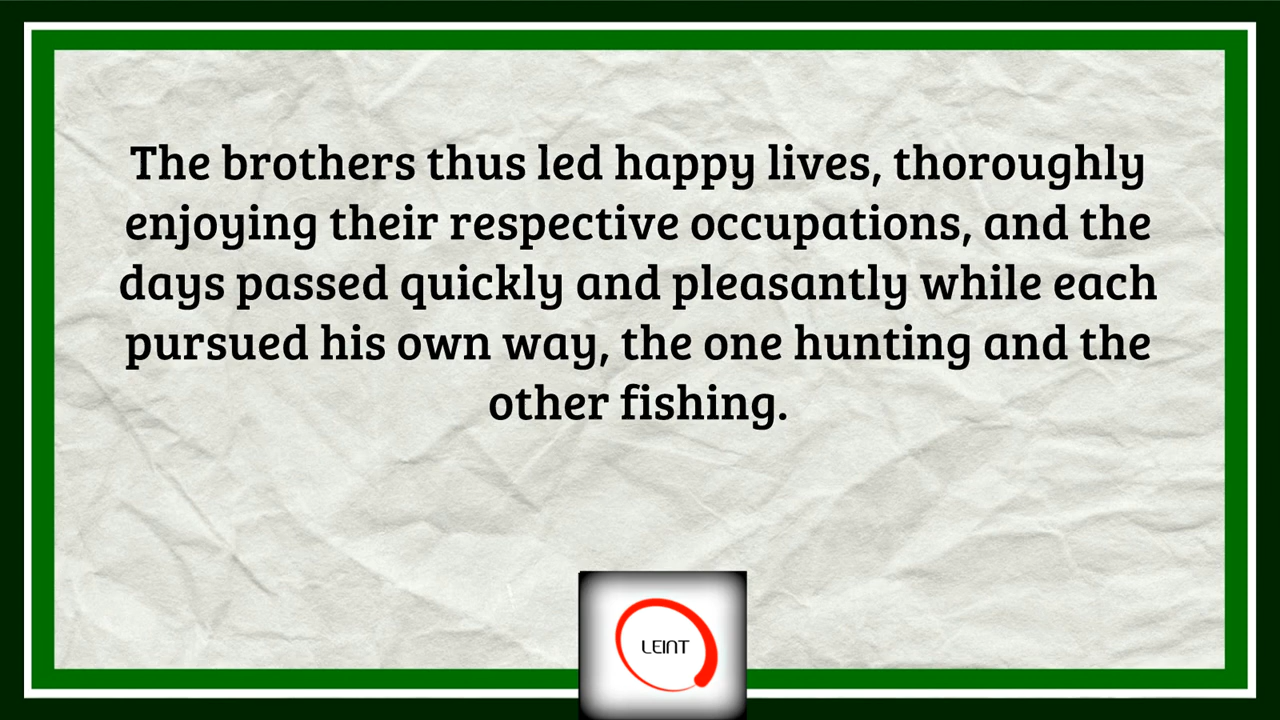 The brothers thus led happy lives, thoroughly
enjoying their respective occupations, and the
days passed quickly and pleasantly while each
pursued his own way, the one hunting and the
other fishing.
LEINT